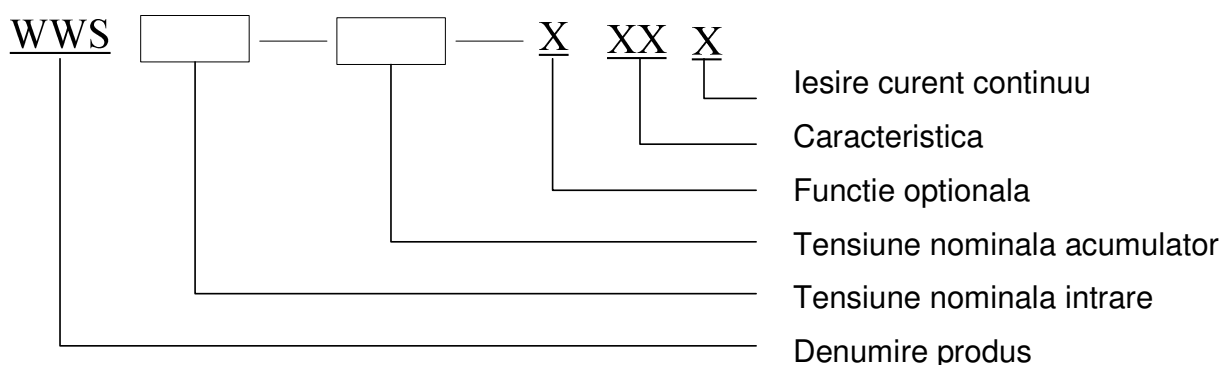 WWS — — X XX X
Iesire curent continuu
Caracteristica
Functie optionala
Tensiune nominala acumulator
Tensiune nominala intrare
Denumire produs